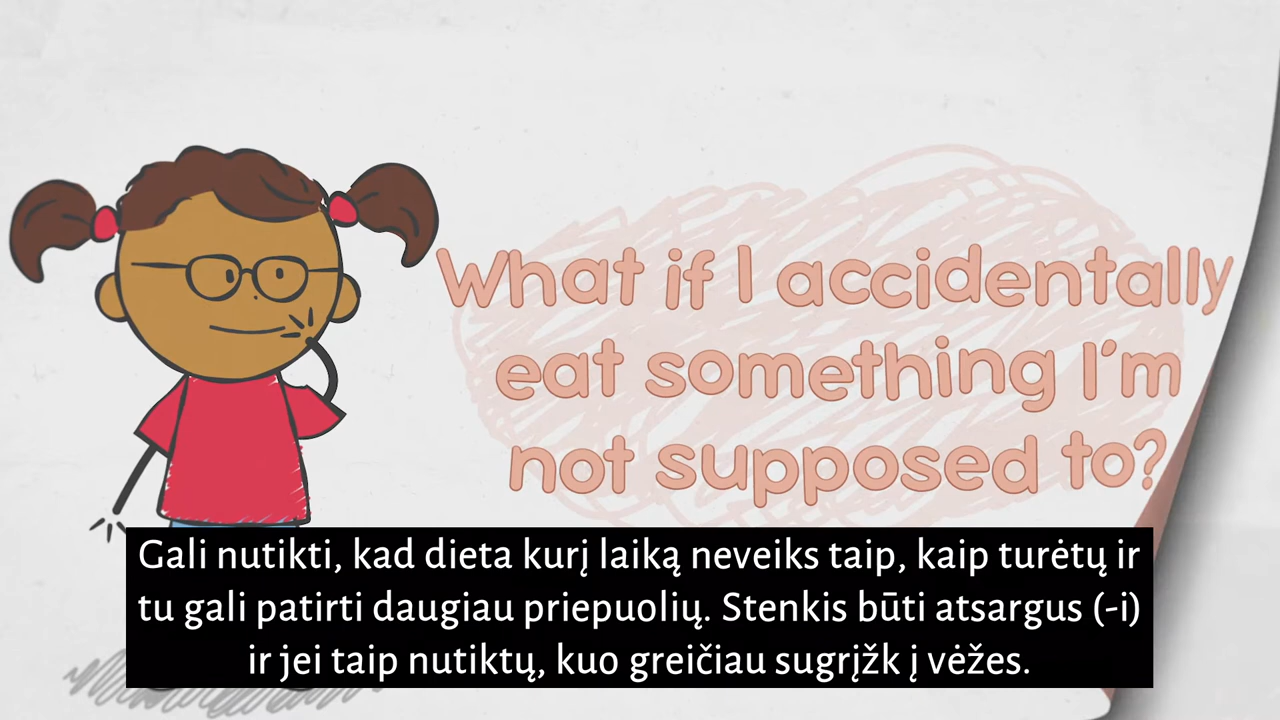 What if I accidentally
eat something I'm
not supposed to?
Gali nutikti, kad dieta kurį laiką neveiks taip, kaip turėtų ir
tu gali patirti daugiau priepuolių. Stenkis būti atsargus (-i)
ir jei taip nutiktų, kuo greičiau sugrįžk į vėžes.